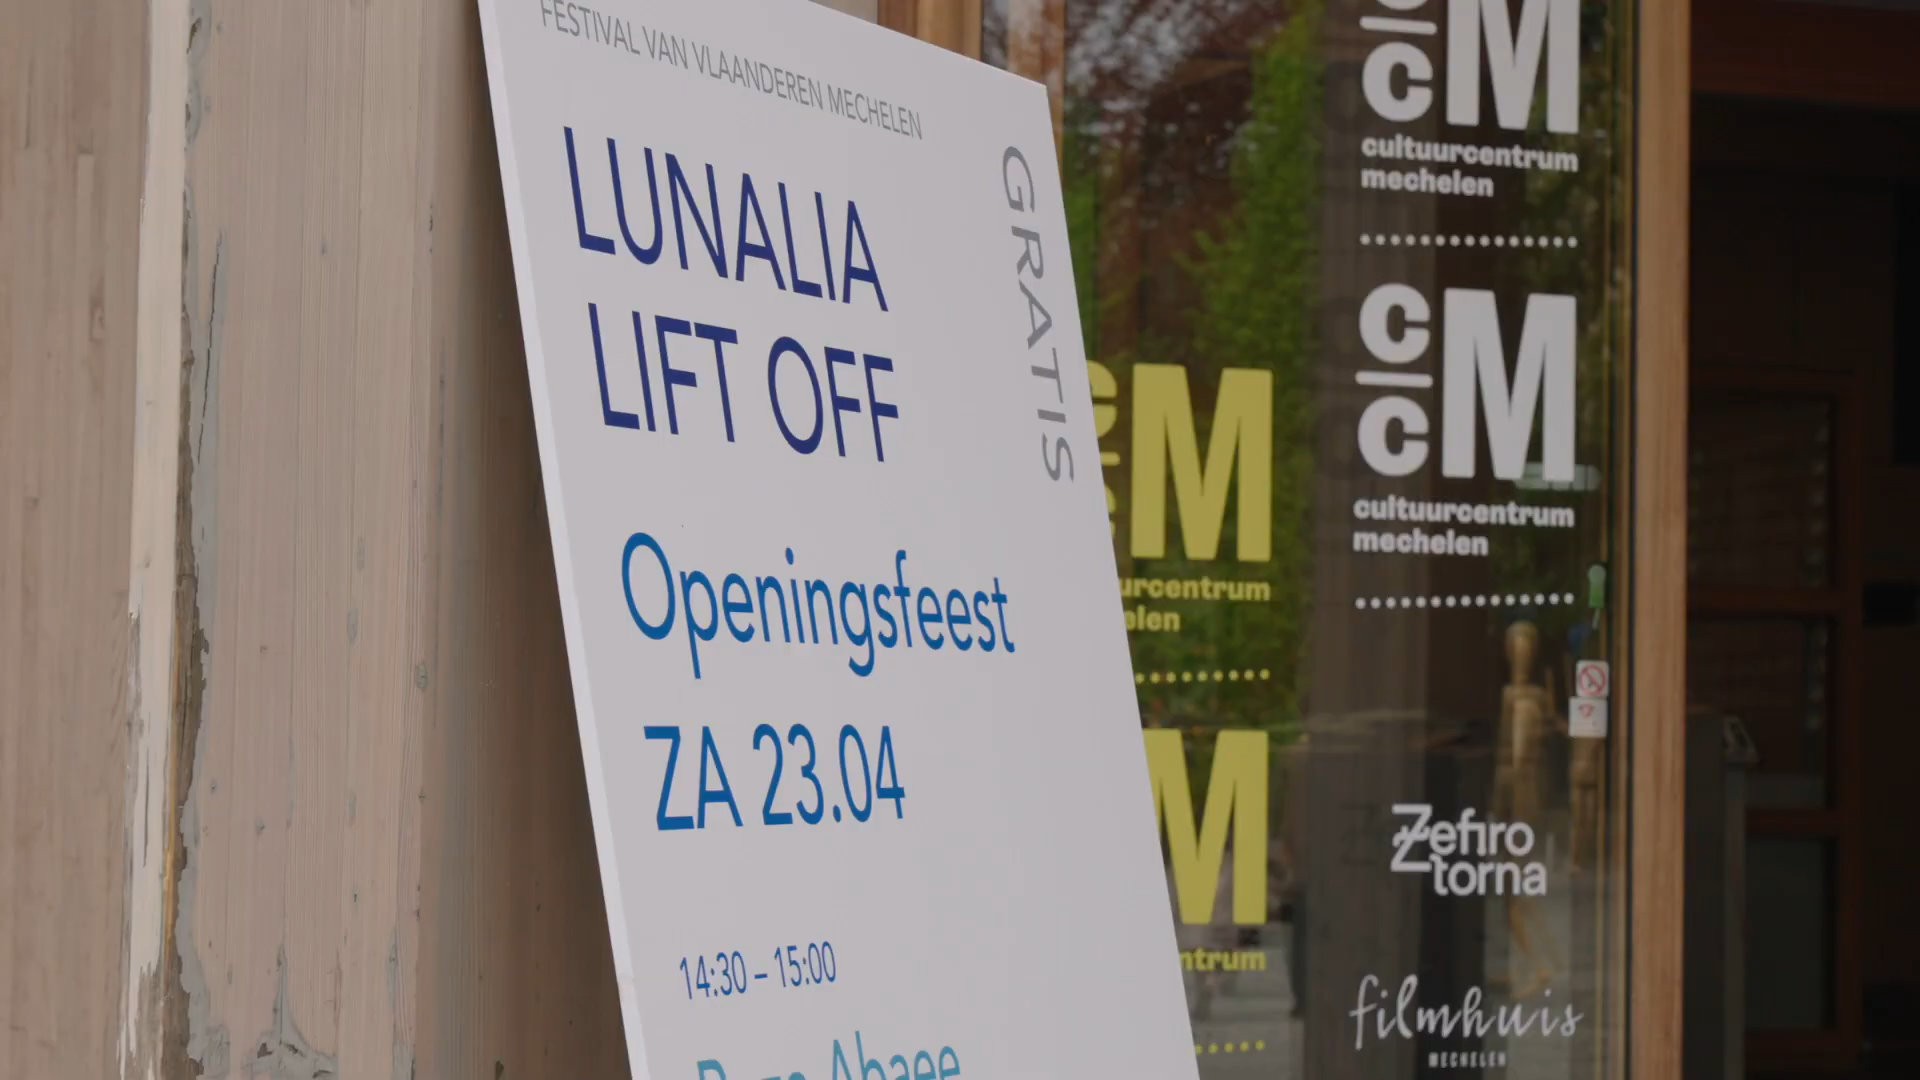 FESTIVAL VAN VLAANDEREN MECHELEN
LUNALIA
LIFT OFF
GRATIS
Openingsfeest
ZA 23.04
14:30 – 15:00
Abaee
c
cM
cultuurcentrum
mechelen
c
cM
cultuurcentrum
mechelen
M
M
Zefiro
torna
filmhuis
MECHELEN